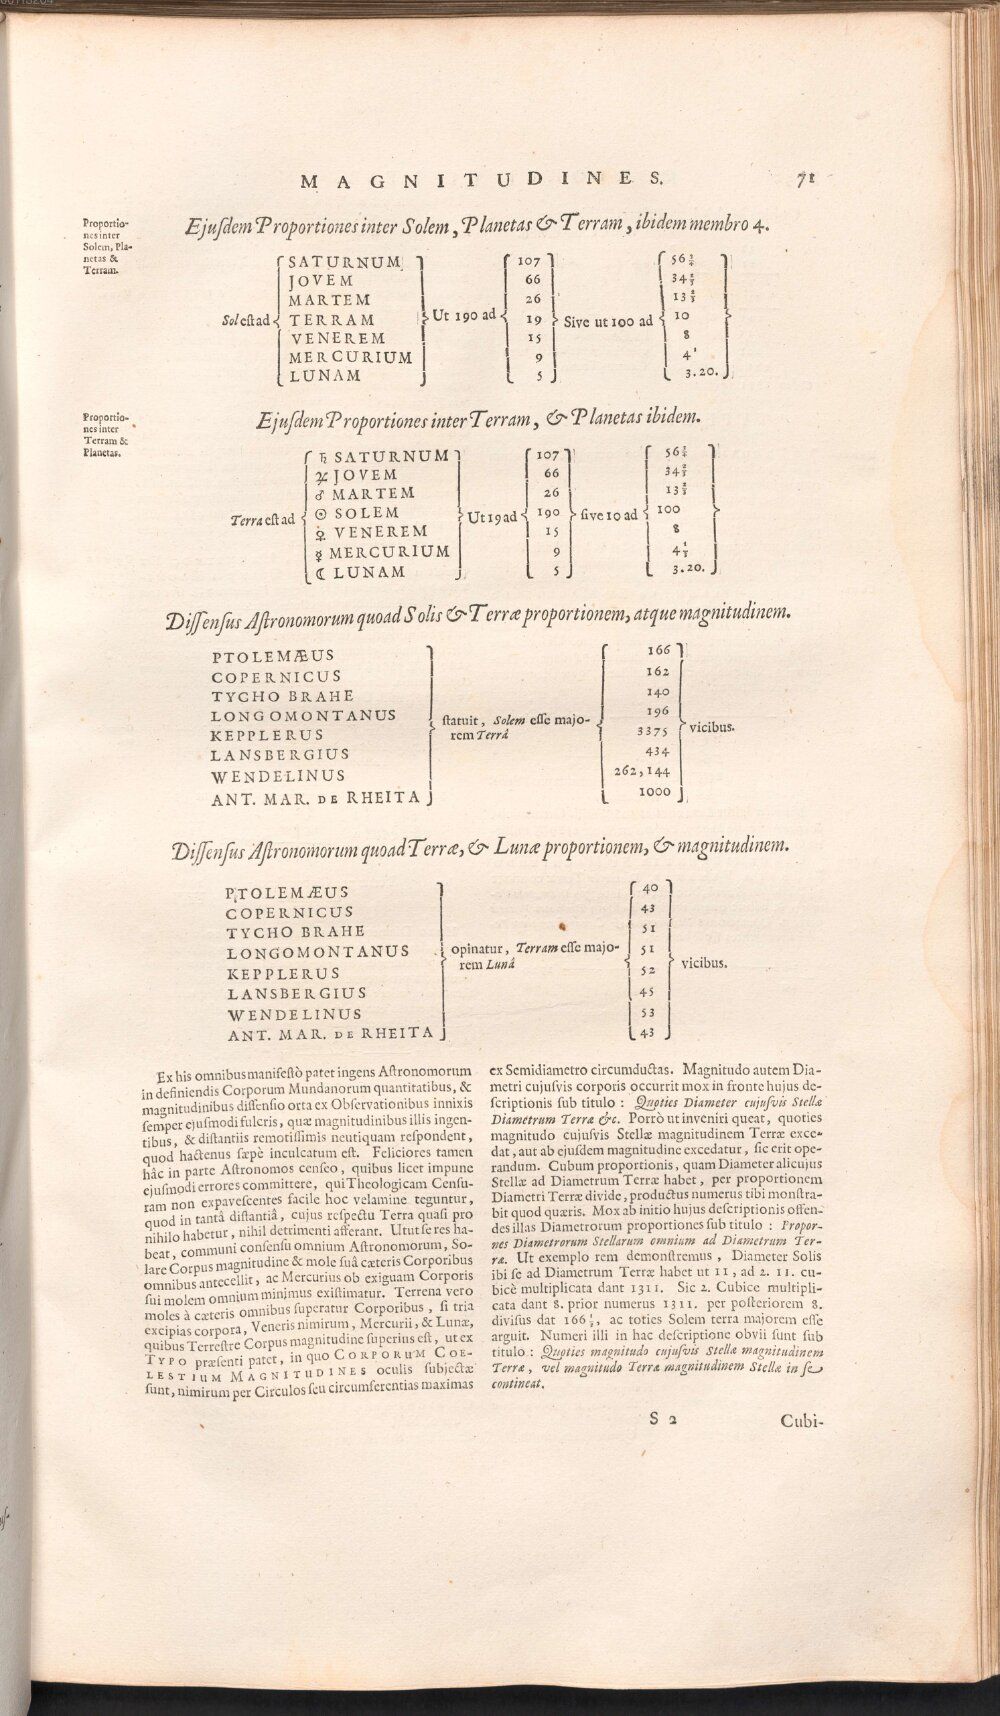 MAGNITUDINES. 71
Proportio-
nes inter
Solem, Pla-
netas &
Terram.
Ejuſdem Proportiones inter Solem, Planetas & Terram, ibidem membro 4.
SATURNUM 107 56 3/4
JOVEM 66 34
MARTEM 26 13
Sol eſt ad TERRAM Ut 190 ad 19 Sive ut 100 ad 10
VENEREM 15 8
MERCURIUM 9 4
LUNAM 5 3.20.
Proportio-
nes inter
Terram &
Planetas.
Ejuſdem Proportiones inter Terram, & Planetas ibidem.
♄ SATURNUM 107 56
♃ JOVEM 66 34
♂ MARTEM 26 13
Terra eſt ad ☉ SOLEM Ut 19 ad 190 ſive 10 ad 100
♀ VENEREM 15 8
☿ MERCURIUM 9 4
☾ LUNAM 5 3.20.
Diſſenſus Aſtronomorum quoad Solis & Terræ proportionem, atque magnitudinem.
PTOLEMÆUS 166
COPERNICUS 162
TYCHO BRAHE 140
LONGOMONTANUS ſtatuit, Solem eſſe majo- 196
KEPPLERUS rem Terrâ 3375 vicibus.
LANSBERGIUS 434
WENDELINUS 262,144
ANT. MAR. DE RHEITA 1000
Diſſenſus Aſtronomorum quoad Terræ, & Lunæ proportionem, & magnitudinem.
PTOLEMÆUS 40
COPERNICUS 43
TYCHO BRAHE 51
LONGOMONTANUS opinatur, Terram eſſe majo- 51
KEPPLERUS rem Lunâ 52 vicibus.
LANSBERGIUS 45
WENDELINUS 53
ANT. MAR. DE RHEITA 43
Ex his omnibus manifeſtò patet ingens Aſtronomorum
in definiendis Corporum Mundanorum quantitatibus, &
magnitudinibus diſſenſio orta ex Obſervationibus innixis
ſemper ejuſmodi fulcris, quæ magnitudinibus illis ingen-
tibus, & diſtantiis remotiſſimis neutiquam reſpondent,
quod hactenus ſæpè inculcatum eſt. Feliciores tamen
hâc in parte Aſtronomos cenſeo, quibus licet impune
ejuſmodi errores committere, qui Theologicam Cenſu-
ram non expaveſcentes facile hoc velamine teguntur,
quod in tantâ diſtantiâ, cujus reſpectu Terra quaſi pro
nihilo habetur, nihil detrimenti afferant. Utut ſe res ha-
beat, communi conſenſu omnium Aſtronomorum, So-
lare Corpus magnitudine & mole ſuâ cæteris Corporibus
omnibus antecellit, ac Mercurius ob exiguam Corporis
ſui molem omnium minimus exiſtimatur. Terrena vero
moles à cæteris omnibus ſuperatur Corporibus, ſi tria
excipias corpora, Veneris nimirum, Mercurii, & Lunæ,
quibus Terreſtre Corpus magnitudine ſuperius eſt, ut ex
TYPO præſenti patet, in quo CORPORUM COE-
LESTIUM MAGNITUDINES oculis ſubjectæ
ſunt, nimirum per Circulos ſeu circumferentias maximas
ex Semidiametro circumductas. Magnitudo autem Dia-
metri cujuſvis corporis occurrit mox in fronte hujus de-
ſcriptionis ſub titulo: Quoties Diameter cujuſvis Stellæ
Diametrum Terræ &c. Porrò ut inveniri queat, quoties
magnitudo cujuſvis Stellæ magnitudinem Terræ exce-
dat, aut ab ejuſdem magnitudine excedatur, ſic erit ope-
randum. Cubum proportionis, quam Diameter alicujus
Stellæ ad Diametrum Terræ habet, per proportionem
Diametri Terræ divide, productus numerus tibi monſtra-
bit quod quæris. Mox ab initio hujus deſcriptionis offen-
des illas Diametrorum proportiones ſub titulo: Propor-
nes Diametrorum Stellarum omnium ad Diametrum Ter-
ræ. Ut exemplo rem demonſtremus, Diameter Solis
ibi ſe ad Diametrum Terræ habet ut 11, ad 2. 11. cu-
bicè multiplicata dant 1311. Sic 2. Cubice multipli-
cata dant 8. prior numerus 1311. per poſteriorem 8.
diviſus dat 166, ac toties Solem terra majorem eſſe
arguit. Numeri illi in hac deſcriptione obvii ſunt ſub
titulo: Quoties magnitudo cujuſvis Stellæ magnitudinem
Terræ, vel magnitudo Terræ magnitudinem Stellæ in ſe
contineat.
S 2 Cubi-